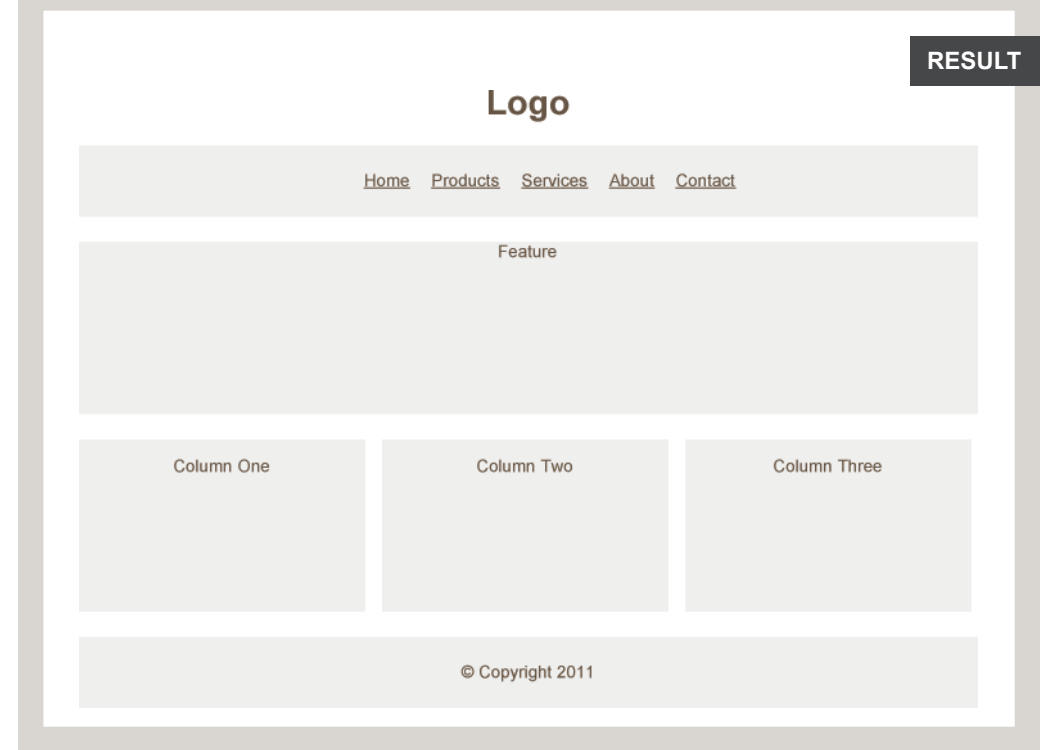 RESULT
Logo
Home Products Services About Contact
Feature
Column One Column Two Column Three
© Copyright 2011